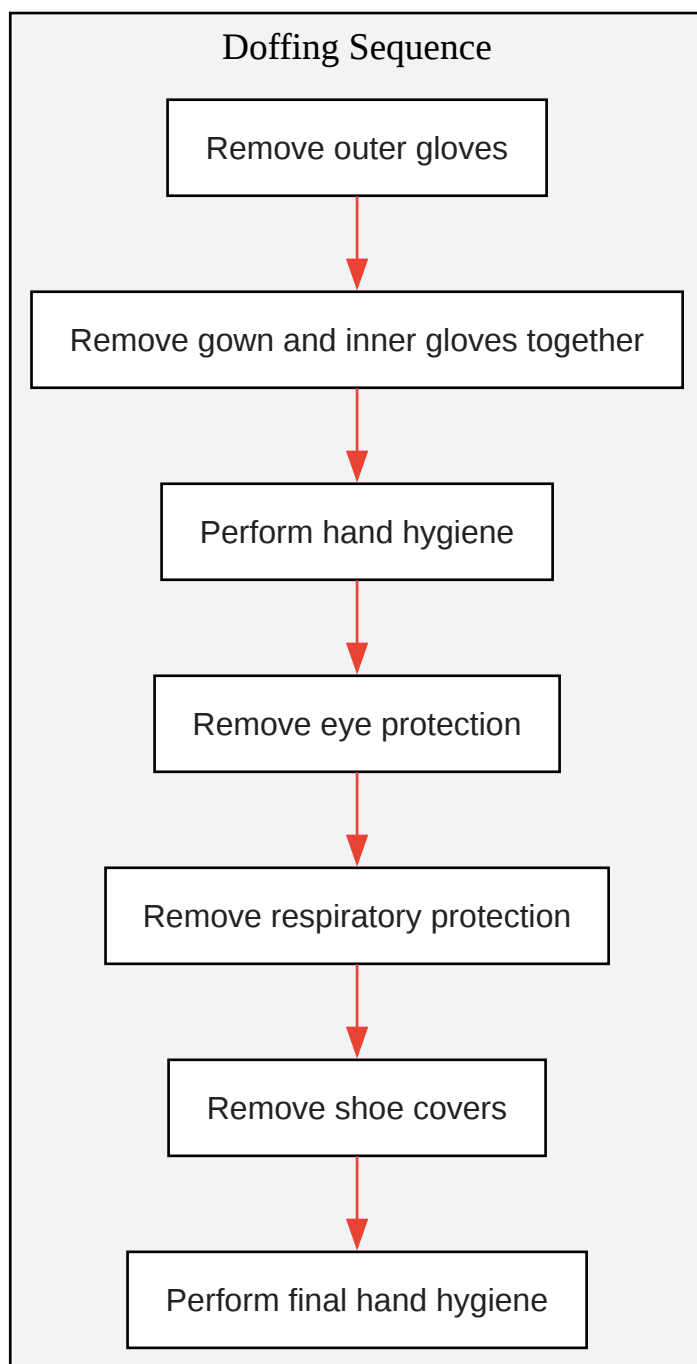 Doffing Sequence
Remove outer gloves
Remove gown and inner gloves together
Perform hand hygiene
Remove eye protection
Remove respiratory protection
Remove shoe covers
Perform final hand hygiene